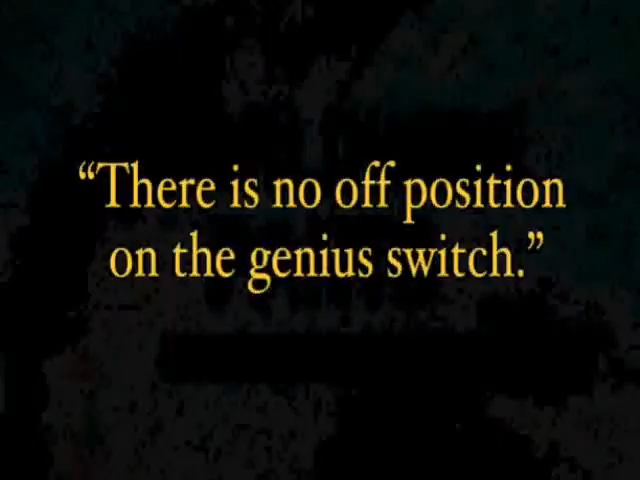 “There is no off position
on the genius switch.”